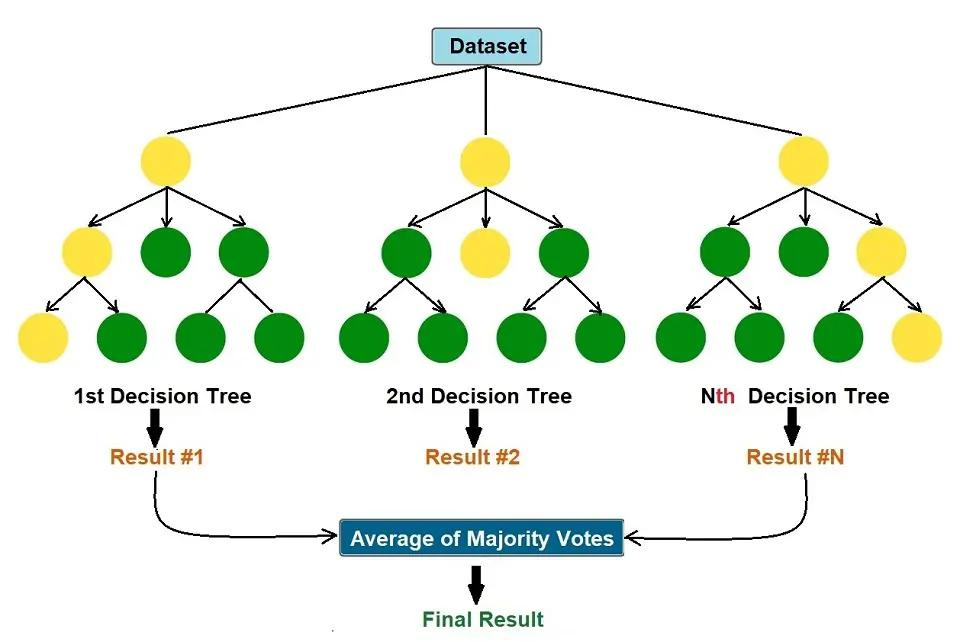 Dataset
1st Decision Tree
2nd Decision Tree
Nth Decision Tree
Result #1
Result #2
Result #N
Average of Majority Votes
Final Result